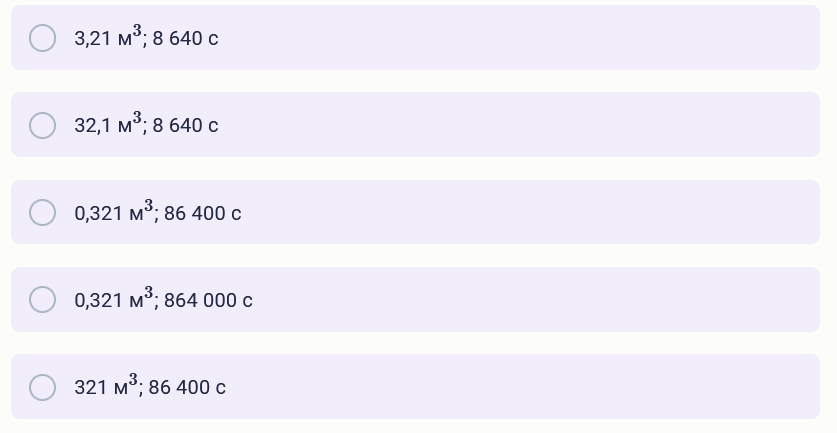 3,21 м³; 8 640 с
32,1 м³; 8 640 с
0,321 м³; 86 400 с
0,321 м³; 864 000 с
321 м³; 86 400 с